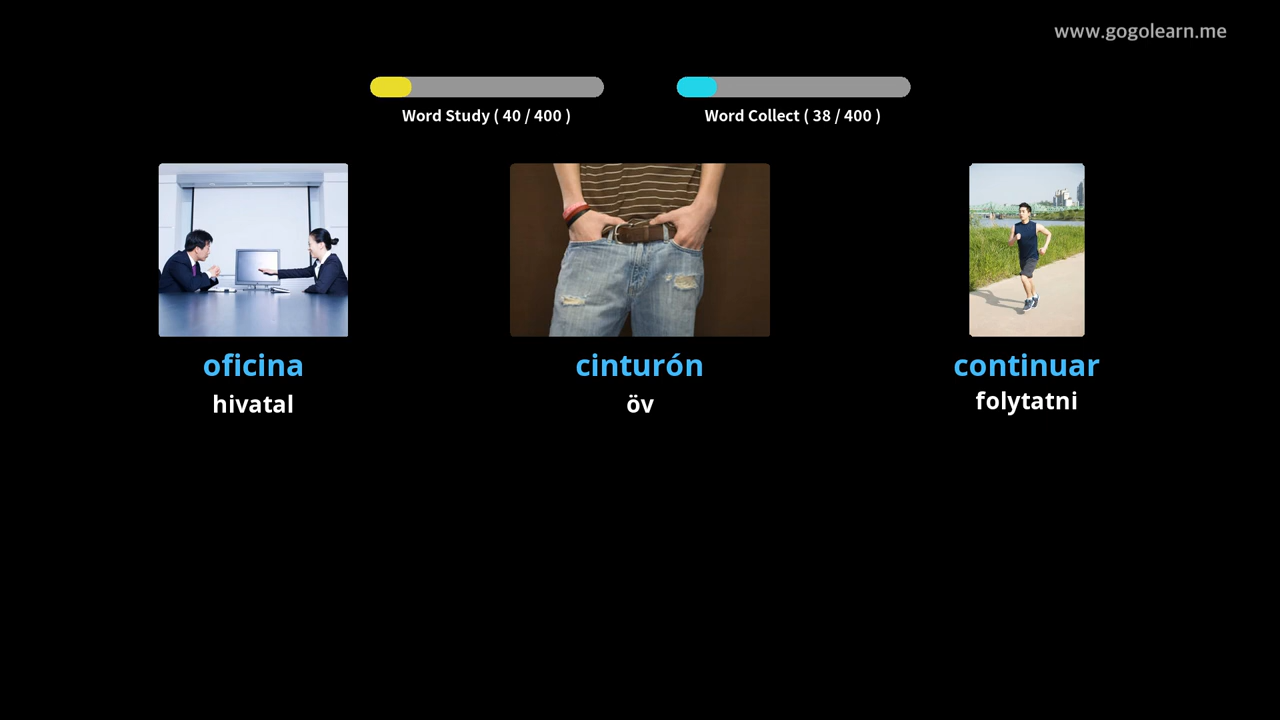 www.gogolearn.me
Word Study ( 40 / 400 )
Word Collect ( 38 / 400 )
oficina
hivatal
cinturón
öv
continuar
folytatni